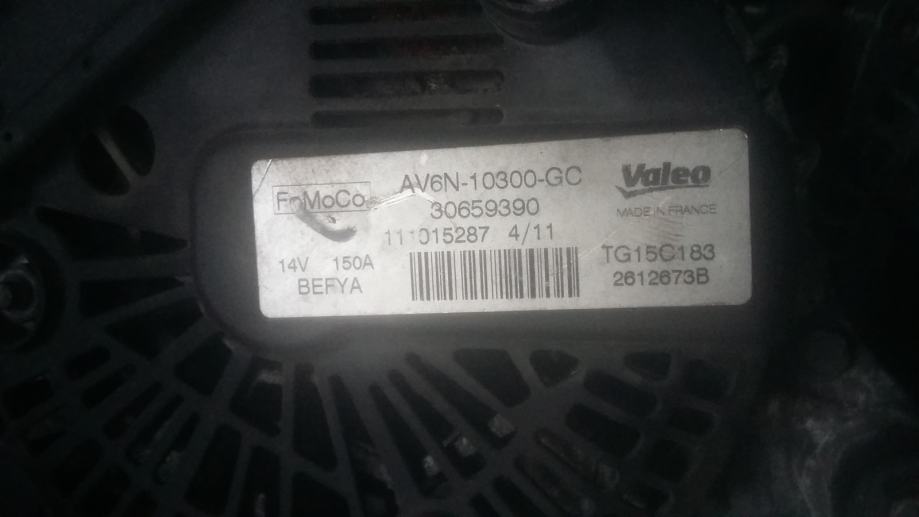 FoMoCo AV6N-10300-GC Valeo
30659390 MADE IN FRANCE
111015287 4/11
14V 150A TG15C183
BEFYA 2612673B